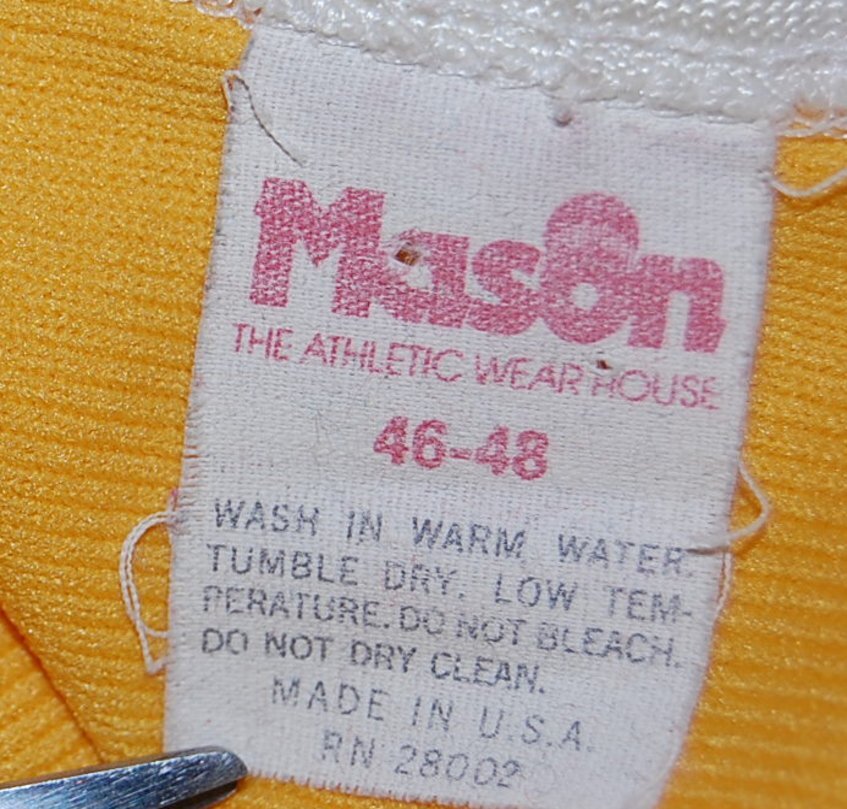 Mason
THE ATHLETIC WEAR HOUSE
46-48
WASH IN WARM WATER.
TUMBLE DRY. LOW TEM-
PERATURE. DO NOT BLEACH.
DO NOT DRY CLEAN.
MADE IN U.S.A.
RN 28002